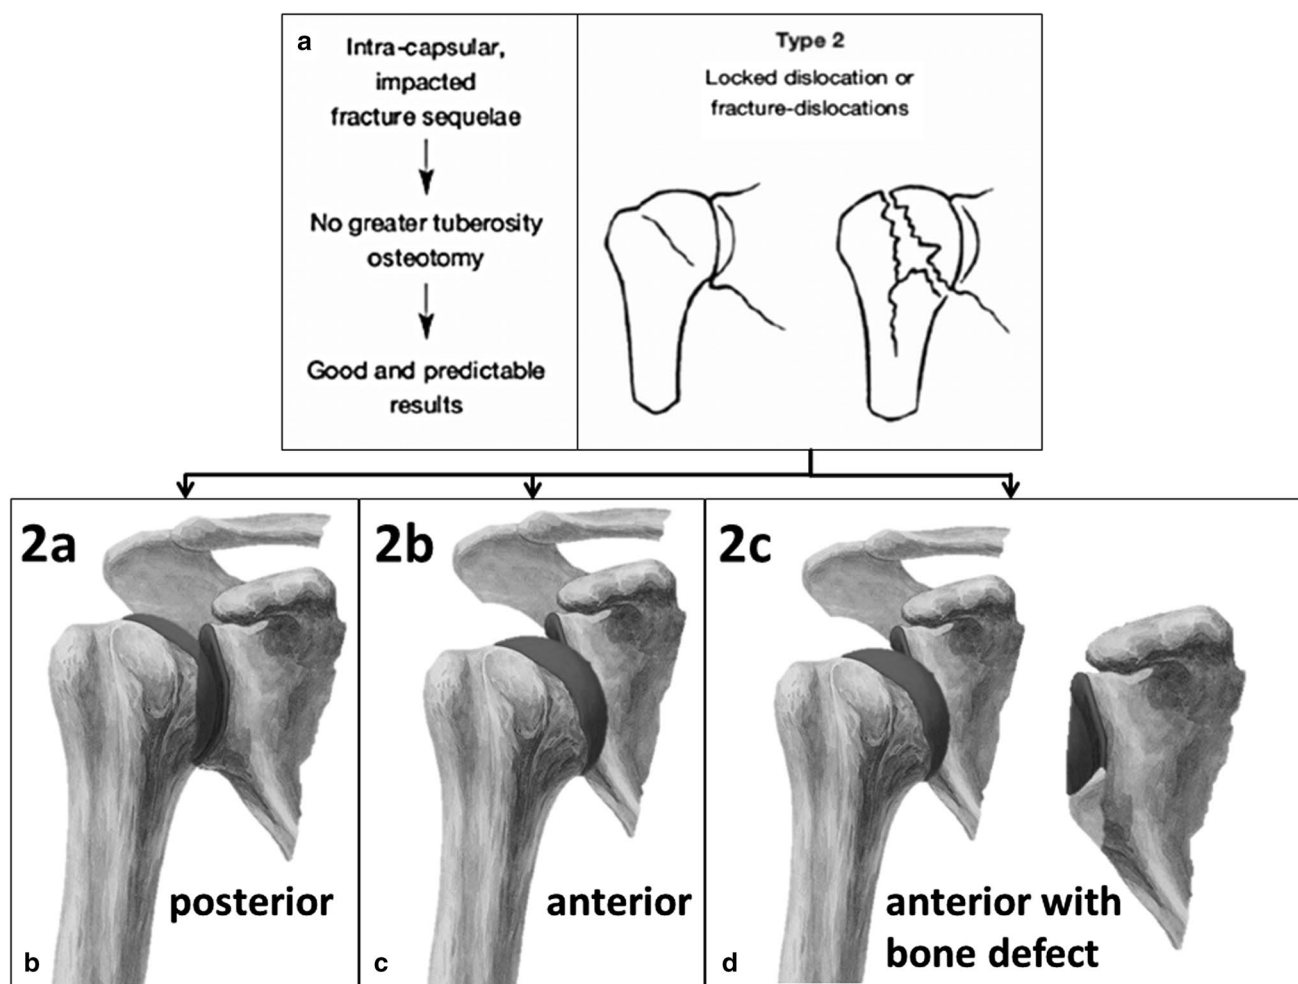 a
Intra-capsular,
impacted
fracture sequelae
No greater tuberosity
osteotomy
Good and predictable
results
Type 2
Locked dislocation or
fracture-dislocations
2a
posterior
b
2b
anterior
c
2c
anterior with
bone defect
d